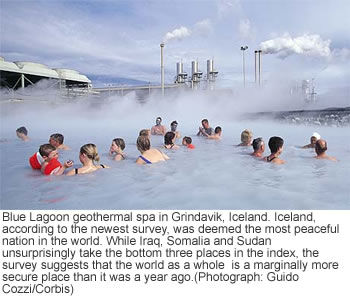 Blue Lagoon geothermal spa in Grindavik, Iceland. Iceland,
according to the newest survey, was deemed the most peaceful
nation in the world. While Iraq, Somalia and Sudan
unsurprisingly take the bottom three places in the index, the
survey suggests that the world as a whole  is a marginally more
secure place than it was a year ago.(Photograph: Guido
Cozzi/Corbis)